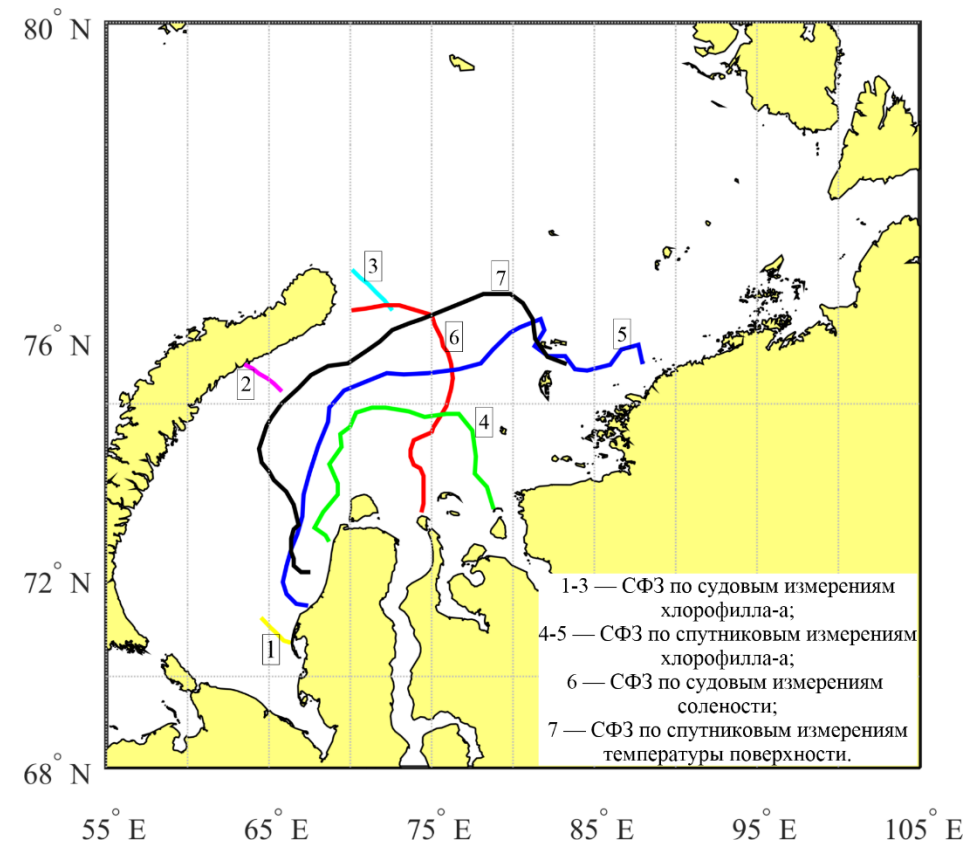 80° N
3
7
6
76° N
5
2
4
72° N
1
1-3 — СФЗ по судовым измерениям
хлорофилла-а;
4-5 — СФЗ по спутниковым измерениям
хлорофилла-а;
6 — СФЗ по судовым измерениям
солености;
7 — СФЗ по спутниковым измерениям
температуры поверхности.
68° N
55° E 65° E 75° E 85° E 95° E 105° E